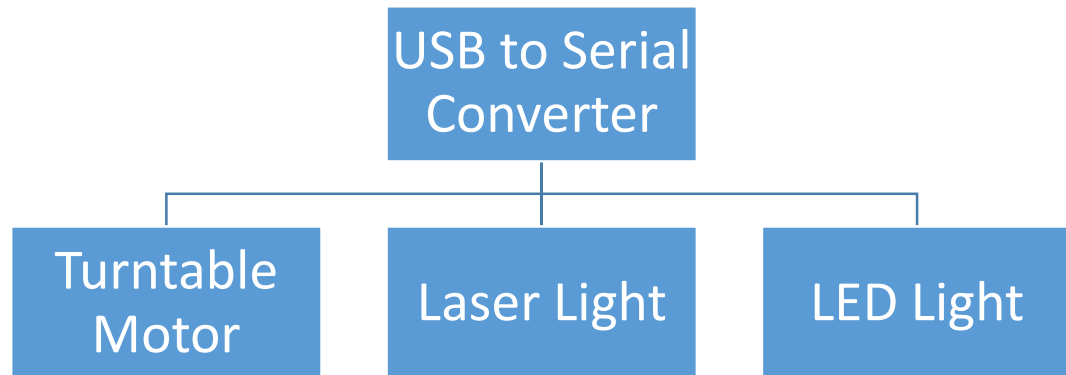 USB to Serial
Converter
Turntable
Motor
Laser Light
LED Light